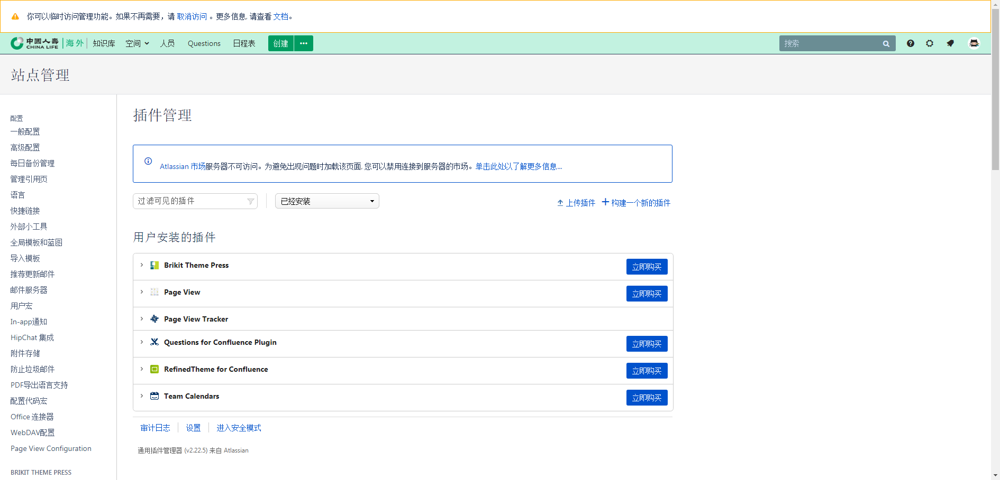 你可以临时访问管理功能。如果不再需要，请 取消访问 。更多信息, 请查看 文档。
中國人壽 CHINA LIFE 海外 知识库 空间 人员 Questions 日程表 创建 ••• 搜索
站点管理
配置
一般配置
高级配置
每日备份管理
管理引用页
语言
快捷链接
外部小工具
全局模板和蓝图
导入模板
推荐更新邮件
邮件服务器
用户宏
In-app通知
HipChat 集成
附件存储
防止垃圾邮件
PDF导出语言支持
配置代码宏
Office 连接器
WebDAV配置
Page View Configuration
BRIKIT THEME PRESS
插件管理
Atlassian 市场服务器不可访问。为避免出现问题时加载该页面, 您可以禁用连接到服务器的市场。单击此处以了解更多信息...
过滤可见的插件 已经安装 上传插件 构建一个新的插件
用户安装的插件
Brikit Theme Press 立即购买
Page View 立即购买
Page View Tracker
Questions for Confluence Plugin 立即购买
RefinedTheme for Confluence 立即购买
Team Calendars 立即购买
审计日志 设置 进入安全模式
通用插件管理器 (v2.22.5) 来自 Atlassian